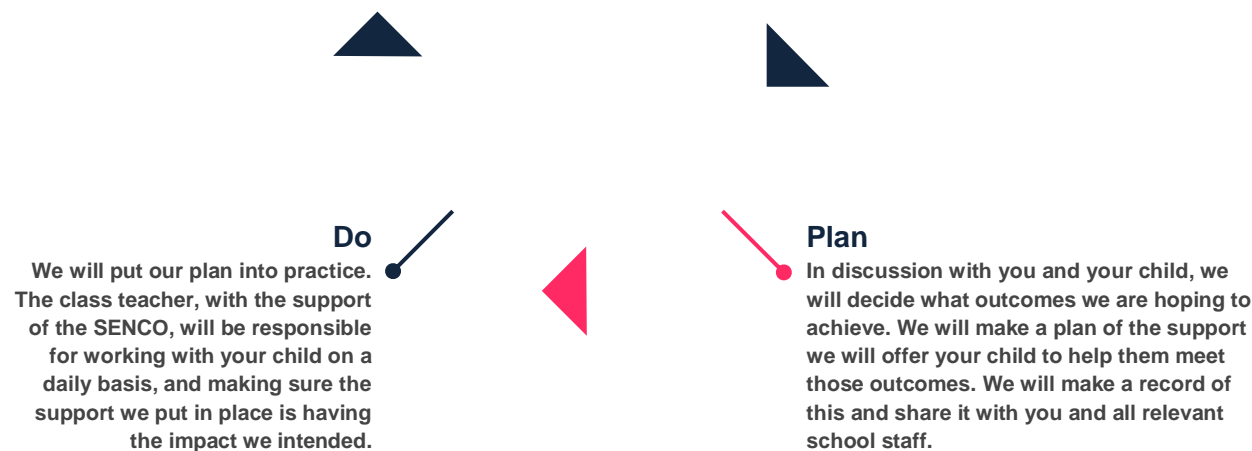 Do
We will put our plan into practice.
The class teacher, with the support
of the SENCO, will be responsible
for working with your child on a
daily basis, and making sure the
support we put in place is having
the impact we intended.
Plan
In discussion with you and your child, we
will decide what outcomes we are hoping to
achieve. We will make a plan of the support
we will offer your child to help them meet
those outcomes. We will make a record of
this and share it with you and all relevant
school staff.